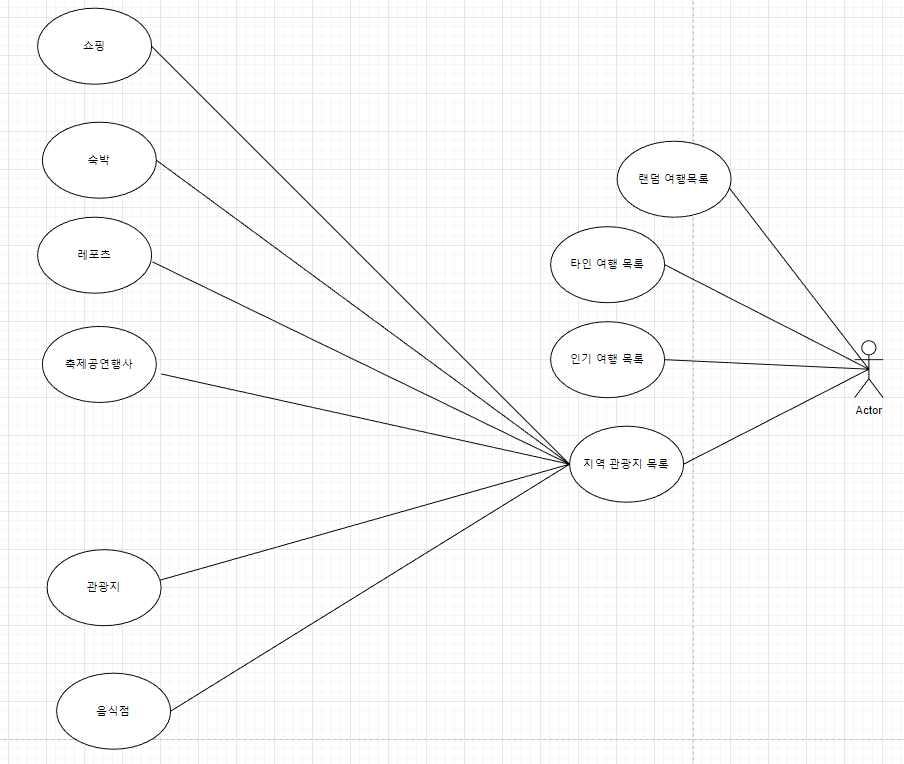 쇼핑
숙박
랜덤 여행목록
레포츠
타인 여행 목록
축제공연행사
인기 여행 목록
Actor
지역 관광지 목록
관광지
음식점